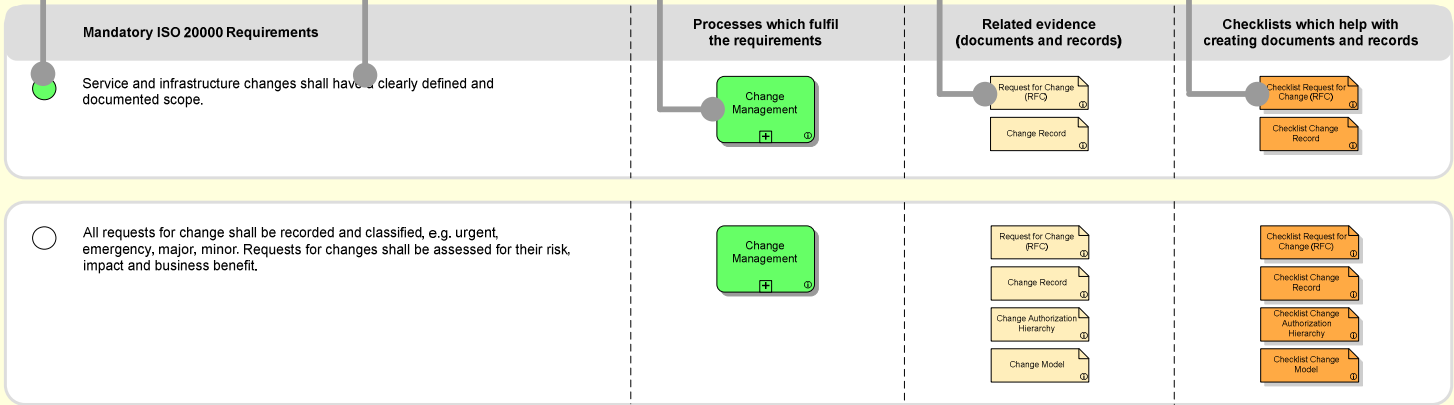 Mandatory ISO 20000 Requirements
Processes which fulfil
the requirements
Related evidence
(documents and records)
Checklists which help with
creating documents and records
Service and infrastructure changes shall have a clearly defined and
documented scope.
Change
Management
Request for Change
(RFC)
Change Record
Checklist Request for
Change (RFC)
Checklist Change
Record
All requests for change shall be recorded and classified, e.g. urgent,
emergency, major, minor. Requests for changes shall be assessed for their risk,
impact and business benefit.
Change
Management
Request for Change
(RFC)
Change Record
Change Authorization
Hierarchy
Change Model
Checklist Request for
Change (RFC)
Checklist Change
Record
Checklist Change
Authorization
Hierarchy
Checklist Change
Model